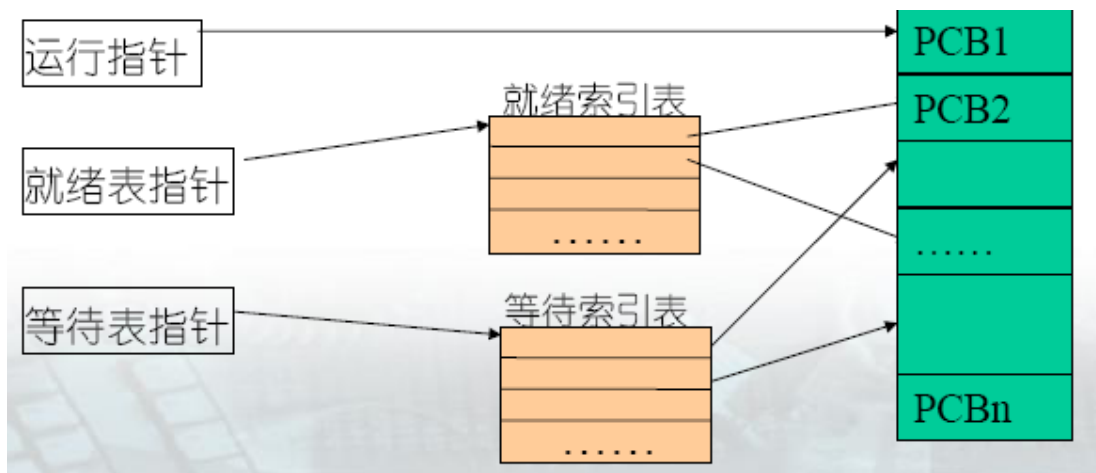 运行指针
就绪表指针
等待表指针
就绪索引表
......
等待索引表
......
PCB1
PCB2
......
PCBn